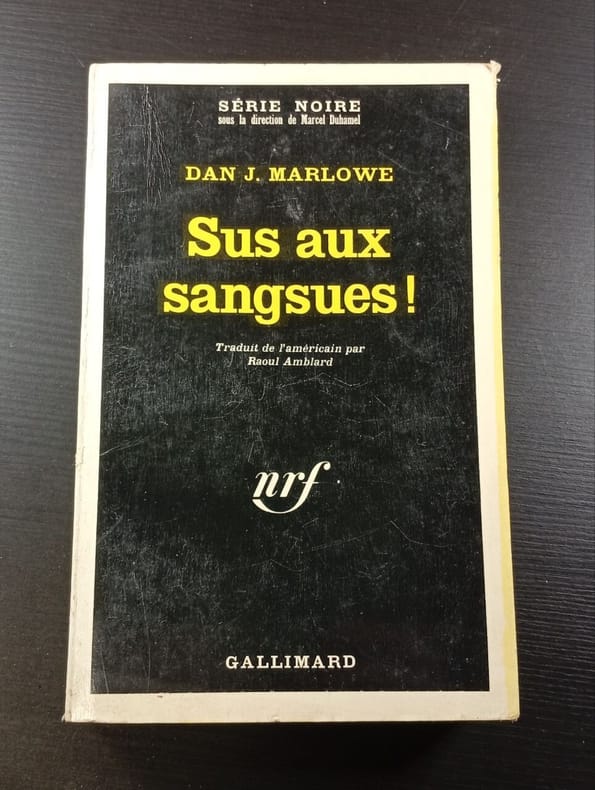 SÉRIE NOIRE
sous la direction de Marcel Duhamel
DAN J. MARLOWE
Sus aux
sangsues !
Traduit de l'américain par
Raoul Amblard
nrf
GALLIMARD